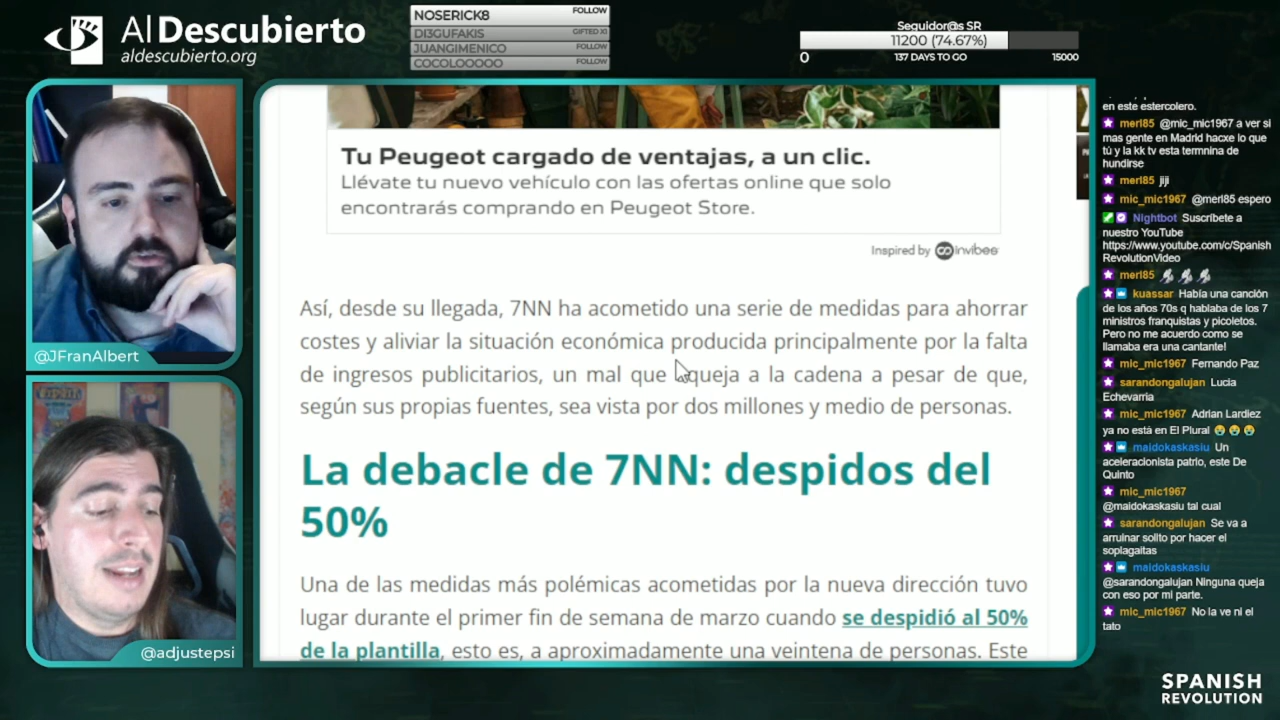 Al Descubierto
aldescubierto.org
NOSERICK8 FOLLOW
DI3GUFAKIS GIFTED X1
JUANGIMENICO FOLLOW
COCOLOOOOO FOLLOW
Seguidor@s SR
11200 (74.67%)
0 137 DAYS TO GO 15000
@JFranAlbert
@adjustepsi
Tu Peugeot cargado de ventajas, a un clic.
Llévate tu nuevo vehículo con las ofertas online que solo
encontrarás comprando en Peugeot Store.
Inspired by invibes
Así, desde su llegada, 7NN ha acometido una serie de medidas para ahorrar
costes y aliviar la situación económica producida principalmente por la falta
de ingresos publicitarios, un mal que aqueja a la cadena a pesar de que,
según sus propias fuentes, sea vista por dos millones y medio de personas.
La debacle de 7NN: despidos del
50%
Una de las medidas más polémicas acometidas por la nueva dirección tuvo
lugar durante el primer fin de semana de marzo cuando se despidió al 50%
de la plantilla, esto es, a aproximadamente una veintena de personas. Este
en este estercolero.
merl85 @mic_mic1967 a ver si
mas gente en Madrid hacxe lo que
tú y la kk tv esta termnina de
hundirse
merl85 jiji
mic_mic1967 @merl85 espero
Nightbot Suscríbete a
nuestro YouTube
https://www.youtube.com/c/Spanish
RevolutionVideo
merl85
kuassar Había una canción
de los años 70s q hablaba de los 7
ministros franquistas y picoletos.
Pero no me acuerdo como se
llamaba era una cantante!
mic_mic1967 Fernando Paz
sarandongalujan Lucia
Echevarria
mic_mic1967 Adrian Lardiez
ya no está en El Plural
maidokaskasiu Un
aceleracionista patrio, este De
Quinto
mic_mic1967
@maidokaskasiu tal cual
sarandongalujan Se va a
arruinar solito por hacer el
soplagaitas
maidokaskasiu
@sarandongalujan Ninguna queja
con eso por mi parte.
mic_mic1967 No la ve ni el
tato
SPANISH
REVOLUTION